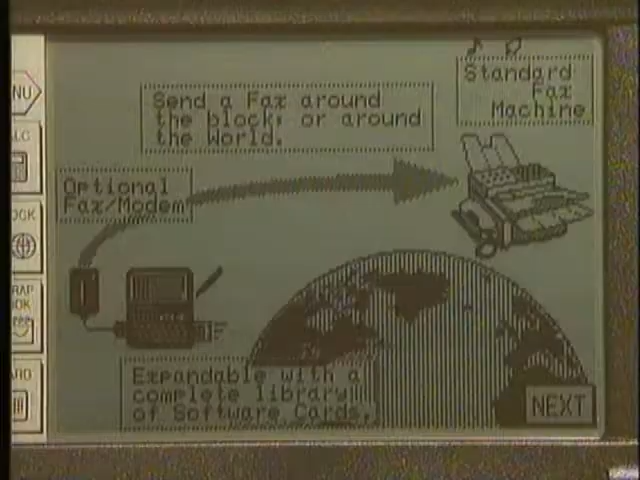 Send a Fax around
the block; or around
the World.
Standard
Fax
Machine
Optional
Fax/Modem
Expandable with a
complete library
of Software Cards.
NEXT